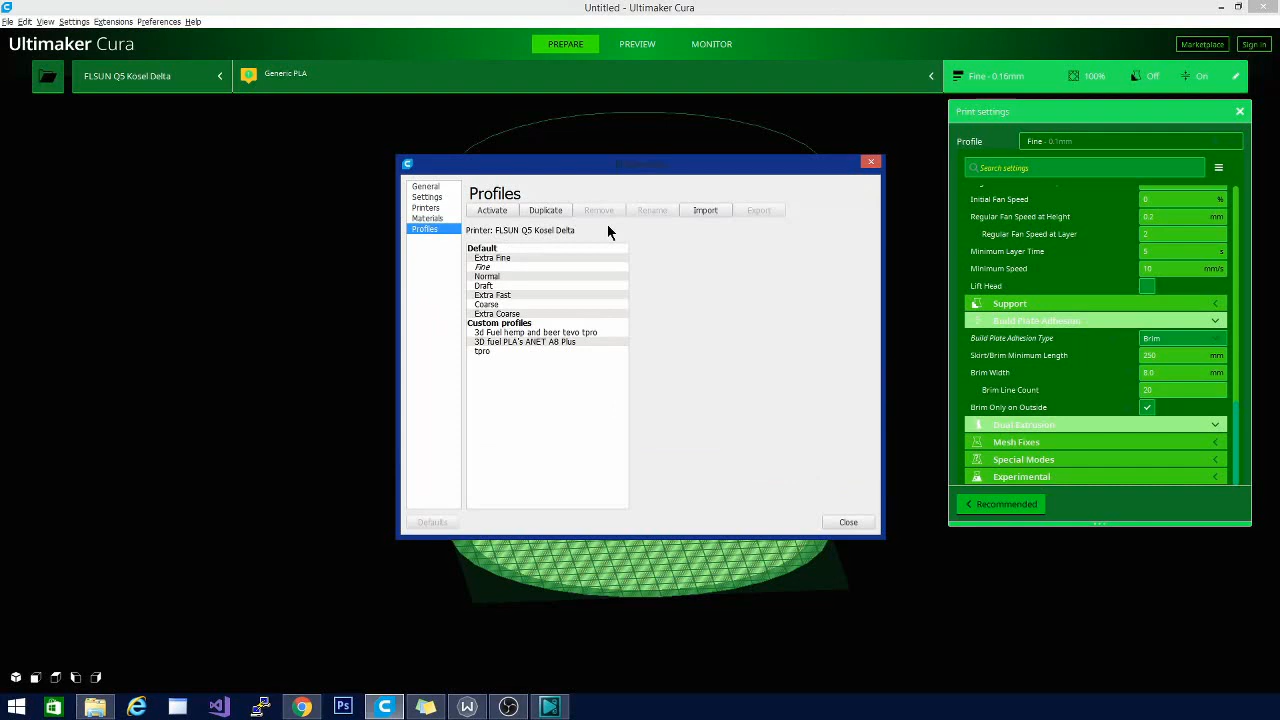 Untitled - Ultimaker Cura
File Edit View Settings Extensions Preferences Help
Ultimaker Cura
PREPARE
PREVIEW
MONITOR
Marketplace
Sign in
FLSUN Q5 Kosel Delta
Generic PLA
Fine - 0.16mm
100%
Off
On
Print settings
Profile
Fine - 0.1mm
Search settings
Initial Fan Speed 0 %
Regular Fan Speed at Height 0.2 mm
Regular Fan Speed at Layer 2
Minimum Layer Time 5 s
Minimum Speed 10 mm/s
Lift Head
Support
Build Plate Adhesion
Build Plate Adhesion Type Brim
Skirt/Brim Minimum Length 250 mm
Brim Width 8.0 mm
Brim Line Count 20
Brim Only on Outside
Dual Extrusion
Mesh Fixes
Special Modes
Experimental
Recommended
General
Settings
Printers
Materials
Profiles
Defaults
Profiles
Activate
Duplicate
Remove
Rename
Import
Export
Printer: FLSUN Q5 Kosel Delta
Default
Extra Fine
Fine
Normal
Draft
Extra Fast
Coarse
Extra Coarse
Custom profiles
3d Fuel hemp and beer tevo tpro
3D fuel PLA's ANET A8 Plus
tpro
Close
Ps